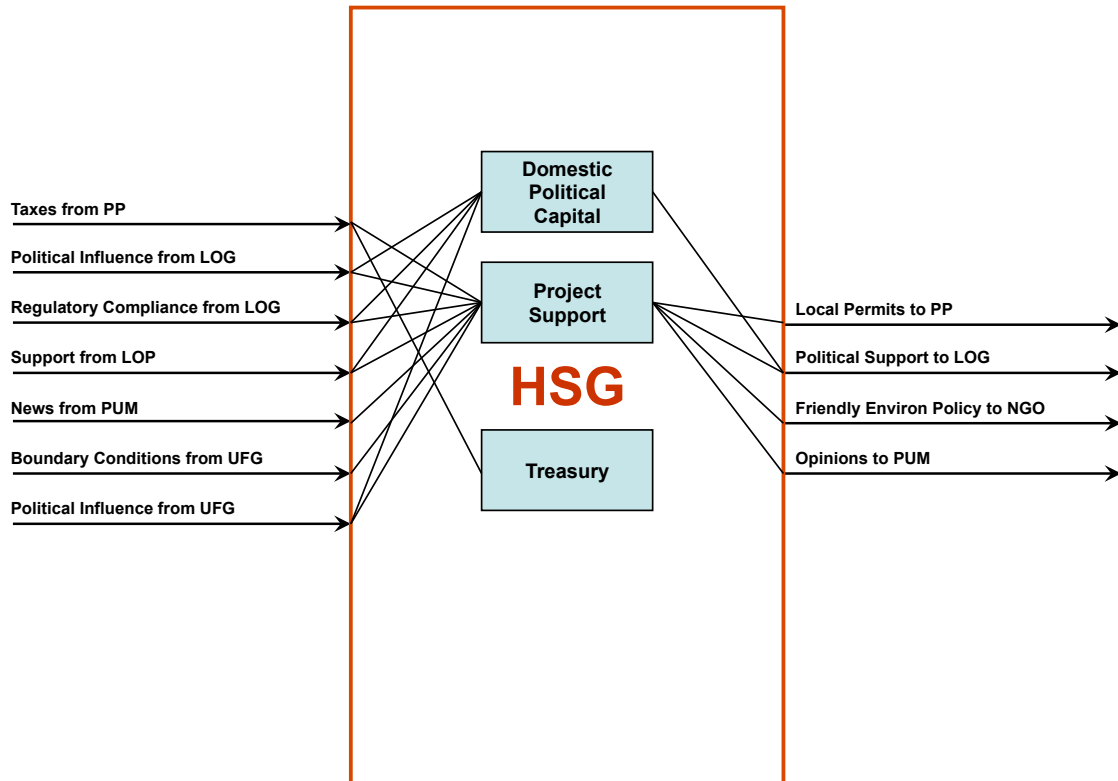 Taxes from PP
Political Influence from LOG
Regulatory Compliance from LOG
Support from LOP
News from PUM
Boundary Conditions from UFG
Political Influence from UFG
Domestic
Political
Capital
Project
Support
HSG
Treasury
Local Permits to PP
Political Support to LOG
Friendly Environ Policy to NGO
Opinions to PUM